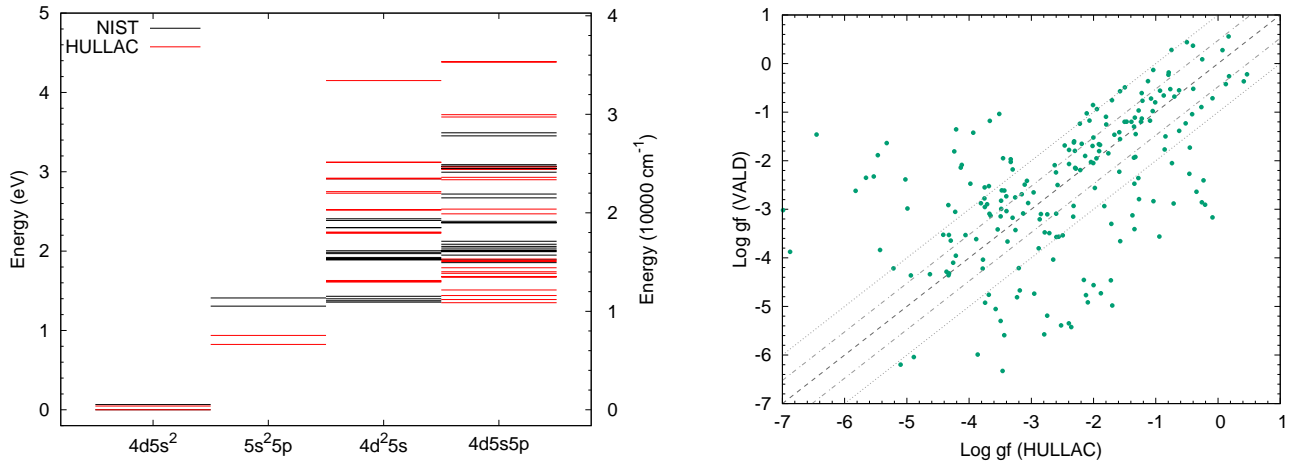 NIST
HULLAC
Energy (eV)
5
4
3
2
1
0
4d5s²
5s²5p
4d²5s
4d5s5p
4
3
2
1
0
Energy (10000 cm⁻¹)
Log gf (VALD)
1
0
-1
-2
-3
-4
-5
-6
-7
-7 -6 -5 -4 -3 -2 -1 0 1
Log gf (HULLAC)